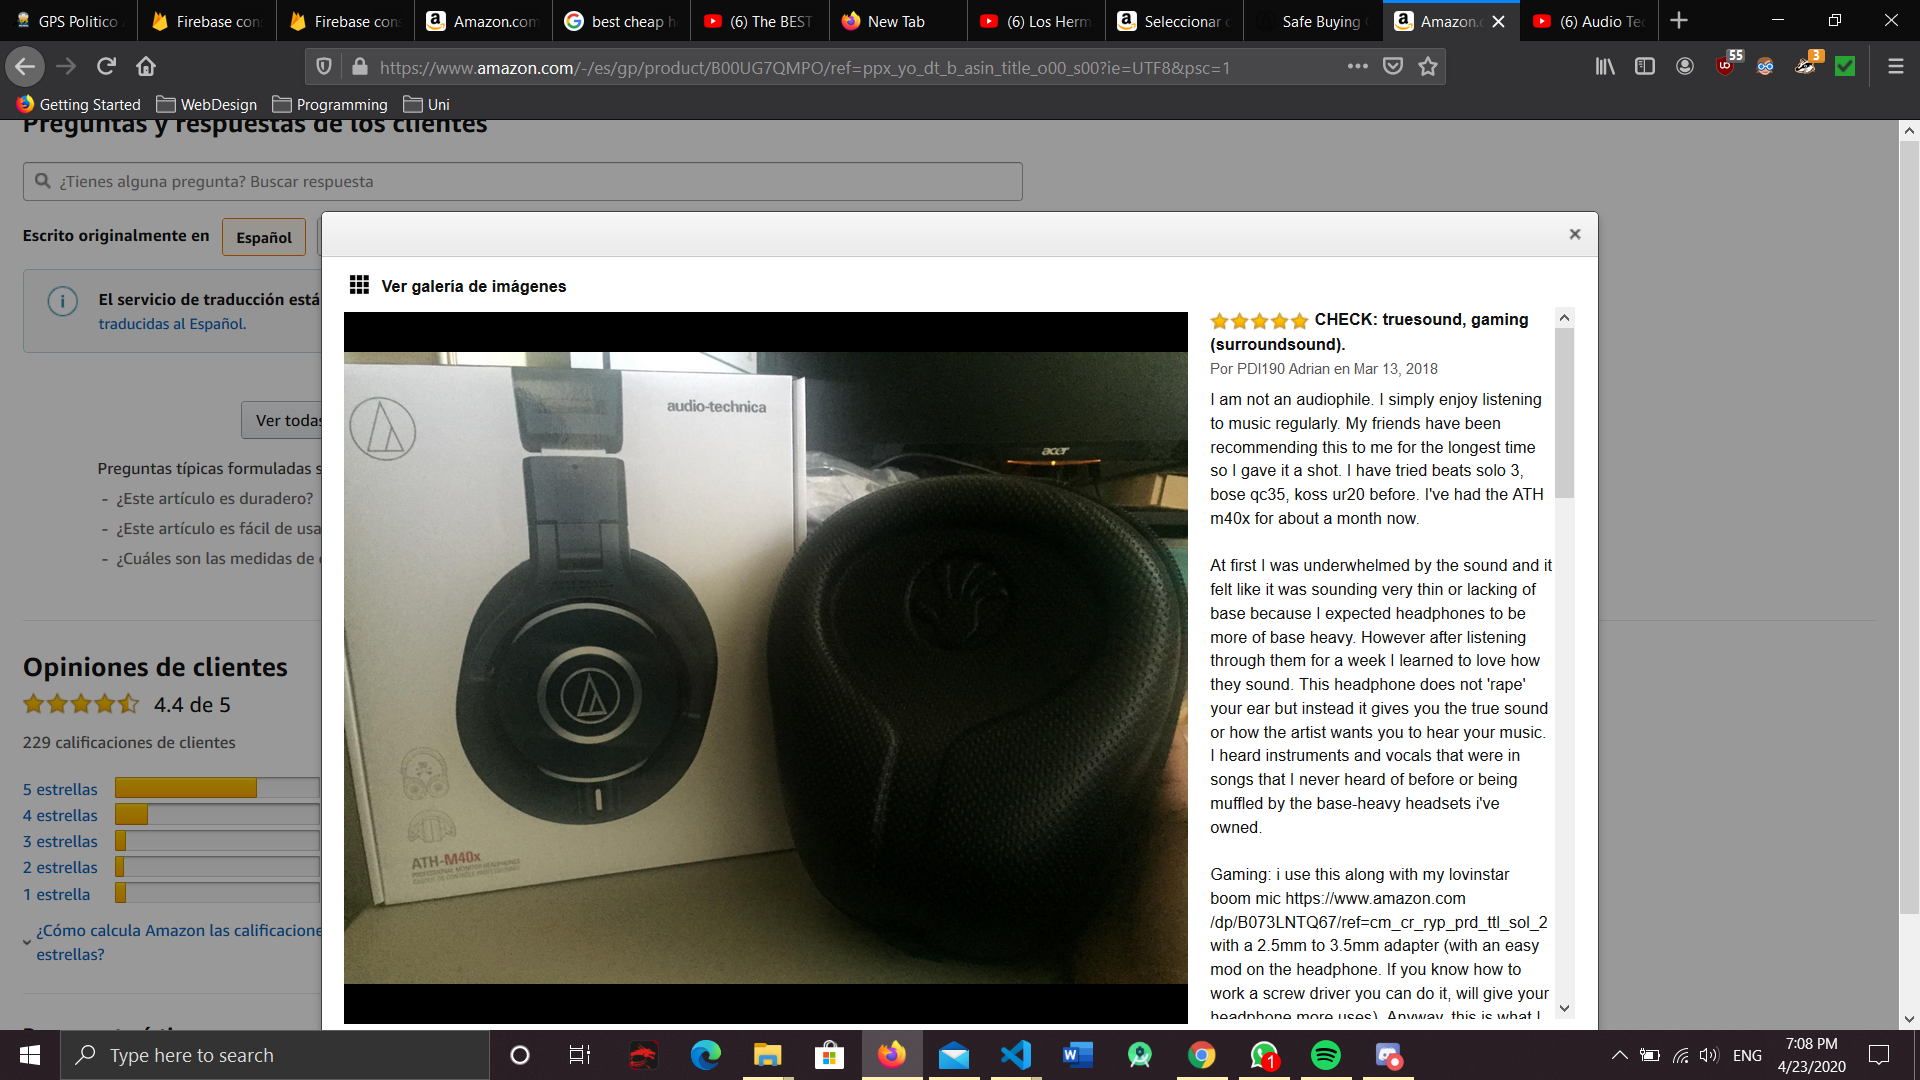 GPS Politico
Firebase con
Firebase cons
Amazon.com
best cheap h
(6) The BEST
New Tab
(6) Los Herm
Seleccionar
Safe Buying
Amazon.c
(6) Audio Tec
https://www.amazon.com/-/es/gp/product/B00UG7QMPO/ref=ppx_yo_dt_b_asin_title_o00_s00?ie=UTF8&psc=1
55
3
Getting Started
WebDesign
Programming
Uni
Preguntas y respuestas de los clientes
¿Tienes alguna pregunta? Buscar respuesta
Escrito originalmente en
Español
El servicio de traducción está
traducidas al Español.
Ver todas
Preguntas típicas formuladas s
- ¿Este artículo es duradero?
- ¿Este artículo es fácil de usa
- ¿Cuáles son las medidas de
Opiniones de clientes
4.4 de 5
229 calificaciones de clientes
5 estrellas
4 estrellas
3 estrellas
2 estrellas
1 estrella
¿Cómo calcula Amazon las calificacione
estrellas?
Ver galería de imágenes
audio-technica
acer
ATH-M40x
PROFESSIONAL MONITOR HEADPHONES
CHECK: truesound, gaming
(surroundsound).
Por PDI190 Adrian en Mar 13, 2018
I am not an audiophile. I simply enjoy listening
to music regularly. My friends have been
recommending this to me for the longest time
so I gave it a shot. I have tried beats solo 3,
bose qc35, koss ur20 before. I've had the ATH
m40x for about a month now.
At first I was underwhelmed by the sound and it
felt like it was sounding very thin or lacking of
base because I expected headphones to be
more of base heavy. However after listening
through them for a week I learned to love how
they sound. This headphone does not 'rape'
your ear but instead it gives you the true sound
or how the artist wants you to hear your music.
I heard instruments and vocals that were in
songs that I never heard of before or being
muffled by the base-heavy headsets i've
owned.
Gaming: i use this along with my lovinstar
boom mic https://www.amazon.com
/dp/B073LNTQ67/ref=cm_cr_ryp_prd_ttl_sol_2
with a 2.5mm to 3.5mm adapter (with an easy
mod on the headphone. If you know how to
work a screw driver you can do it, will give your
headphone more uses). Anyway, this is what I
Type here to search
1
ENG
7:08 PM
4/23/2020